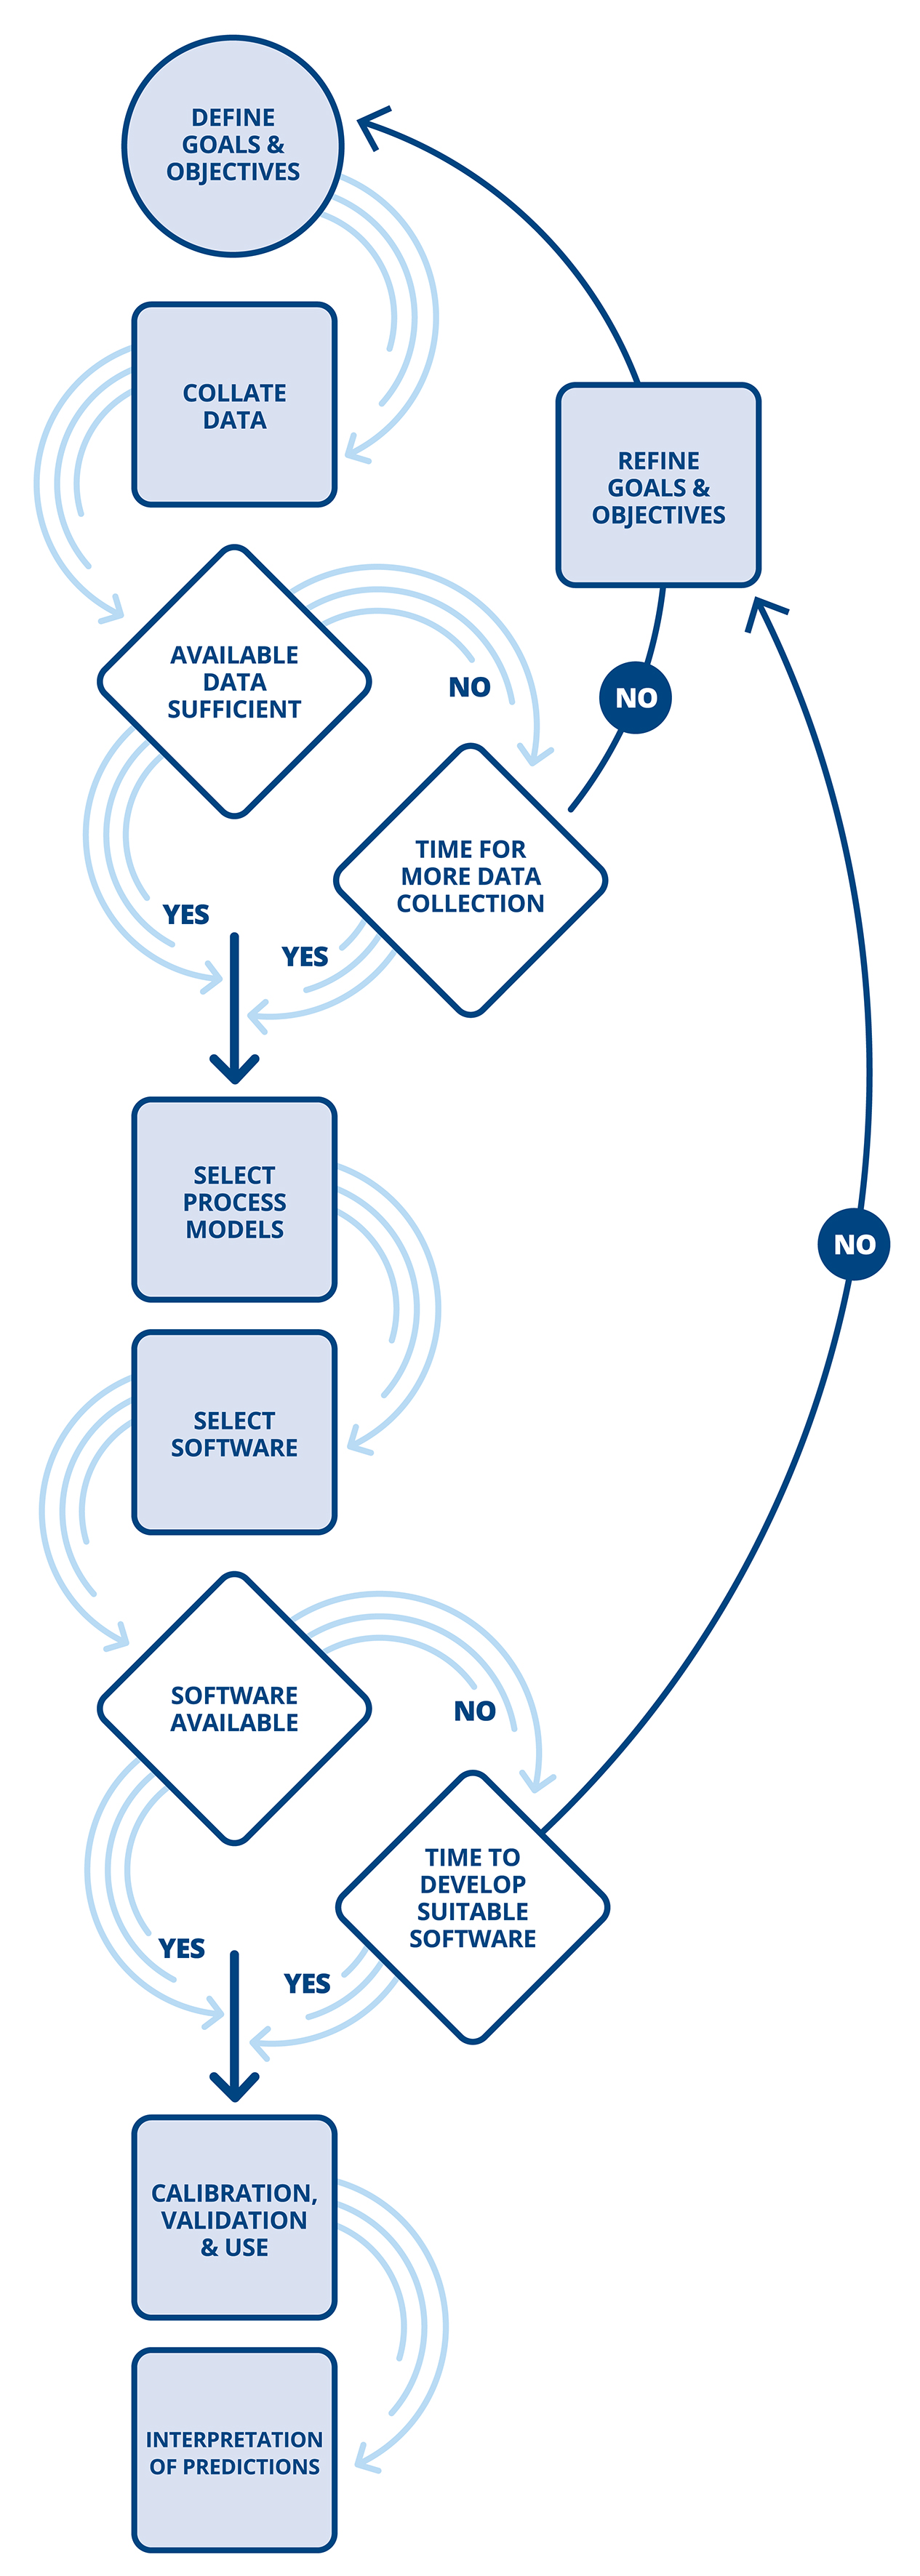 DEFINE
GOALS &
OBJECTIVES
COLLATE
DATA
REFINE
GOALS &
OBJECTIVES
AVAILABLE
DATA
SUFFICIENT
NO
NO
TIME FOR
MORE DATA
COLLECTION
YES
YES
SELECT
PROCESS
MODELS
NO
SELECT
SOFTWARE
SOFTWARE
AVAILABLE
NO
TIME TO
DEVELOP
SUITABLE
SOFTWARE
YES
YES
CALIBRATION,
VALIDATION
& USE
INTERPRETATION
OF PREDICTIONS